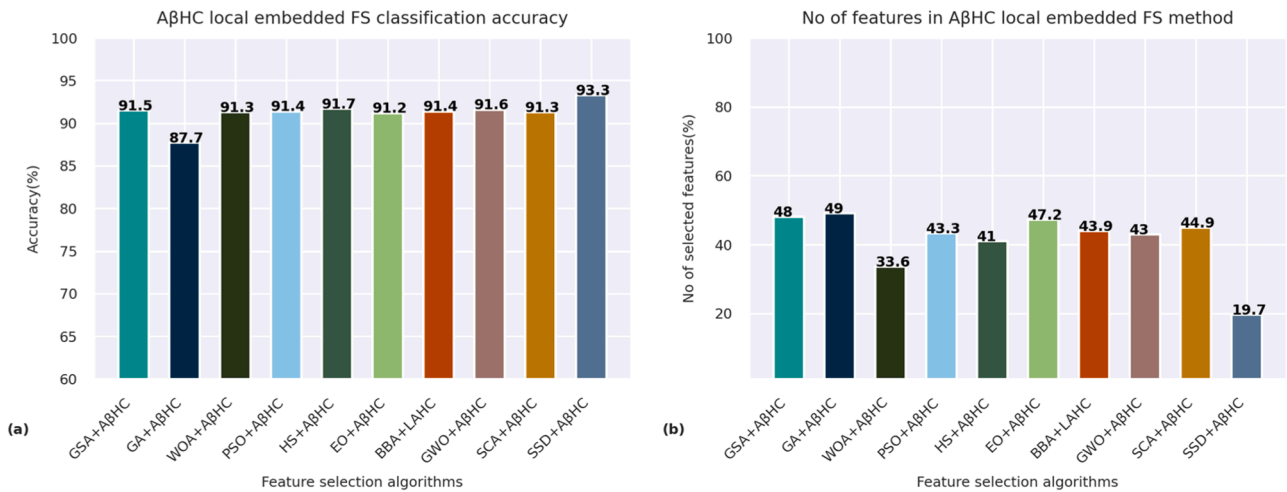 AβHC local embedded FS classification accuracy
100
95
90
85
80
75
70
65
60
Accuracy(%)
91.5
87.7
91.3
91.4
91.7
91.2
91.4
91.6
91.3
93.3
GSA+AβHC
GA+AβHC
WOA+AβHC
PSO+AβHC
HS+AβHC
EO+AβHC
BBA+LAHC
GWO+AβHC
SCA+AβHC
SSD+AβHC
(a)
Feature selection algorithms
No of features in AβHC local embedded FS method
100
80
60
40
20
No of selected features(%)
48
49
33.6
43.3
41
47.2
43.9
43
44.9
19.7
GSA+AβHC
GA+AβHC
WOA+AβHC
PSO+AβHC
HS+AβHC
EO+AβHC
BBA+LAHC
GWO+AβHC
SCA+AβHC
SSD+AβHC
(b)
Feature selection algorithms